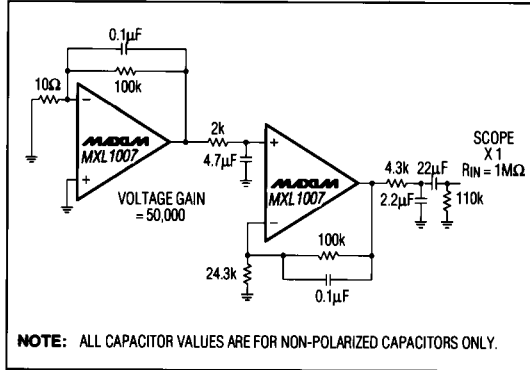 0.1µF
100k
10Ω
–
+
MAXIM
MXL1007
VOLTAGE GAIN
= 50,000
2k
4.7µF
+
–
MAXIM
MXL1007
24.3k
100k
0.1µF
4.3k
22µF
2.2µF
110k
SCOPE
X 1
RIN = 1MΩ
NOTE: ALL CAPACITOR VALUES ARE FOR NON-POLARIZED CAPACITORS ONLY.